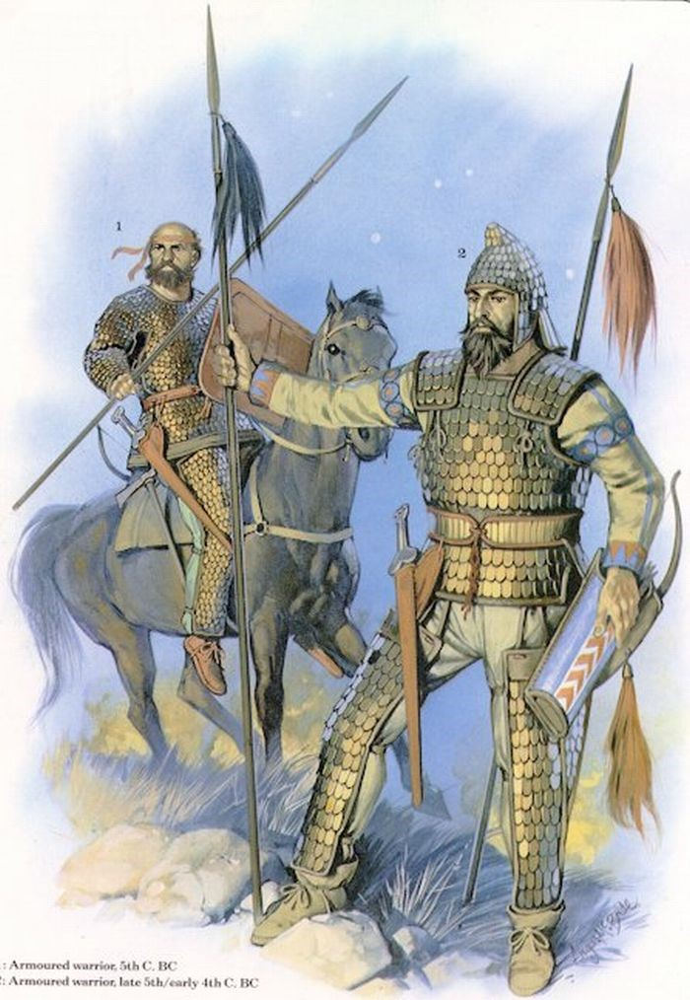 1
2
: Armoured warrior, 5th C. BC
: Armoured warrior, late 5th/early 4th C. BC